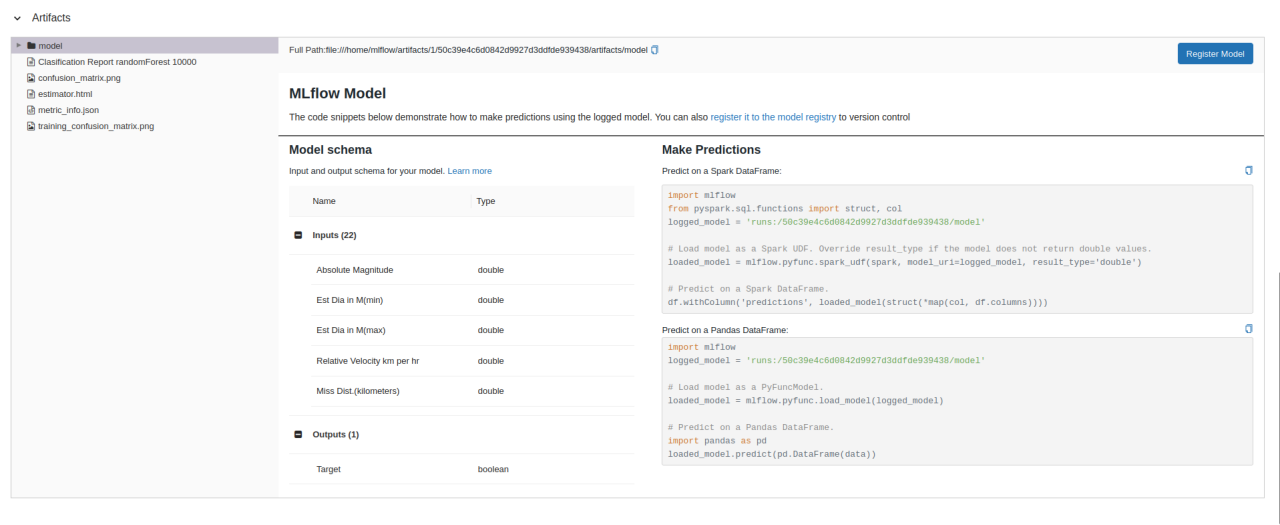 Artifacts
model
Clasification Report randomForest 10000
confusion_matrix.png
estimator.html
metric_info.json
training_confusion_matrix.png
Full Path:file:///home/mlflow/artifacts/1/50c39e4c6d0842d9927d3ddfde939438/artifacts/model
Register Model
MLflow Model
The code snippets below demonstrate how to make predictions using the logged model. You can also register it to the model registry to version control
Model schema
Input and output schema for your model. Learn more
Name Type
Inputs (22)
Absolute Magnitude double
Est Dia in M(min) double
Est Dia in M(max) double
Relative Velocity km per hr double
Miss Dist.(kilometers) double
Outputs (1)
Target boolean
Make Predictions
Predict on a Spark DataFrame:
import mlflow
from pyspark.sql.functions import struct, col
logged_model = 'runs:/50c39e4c6d0842d9927d3ddfde939438/model'
# Load model as a Spark UDF. Override result_type if the model does not return double values.
loaded_model = mlflow.pyfunc.spark_udf(spark, model_uri=logged_model, result_type='double')
# Predict on a Spark DataFrame.
df.withColumn('predictions', loaded_model(struct(*map(col, df.columns))))
Predict on a Pandas DataFrame:
import mlflow
logged_model = 'runs:/50c39e4c6d0842d9927d3ddfde939438/model'
# Load model as a PyFuncModel.
loaded_model = mlflow.pyfunc.load_model(logged_model)
# Predict on a Pandas DataFrame.
import pandas as pd
loaded_model.predict(pd.DataFrame(data))